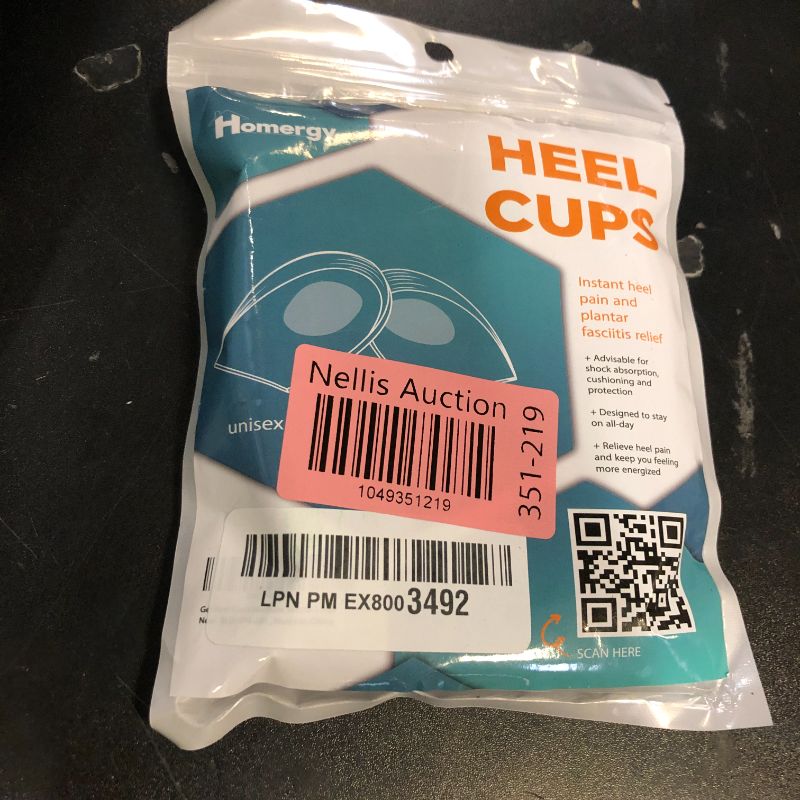 Homergy
HEEL
CUPS
Instant heel
pain and
plantar
fasciitis relief
+ Advisable for
shock absorption,
cushioning and
protection
+ Designed to stay
on all-day
+ Relieve heel pain
and keep you feeling
more energized
unisex
Nellis Auction
1049351219
351-219
LPN PM EX8003492
SCAN HERE